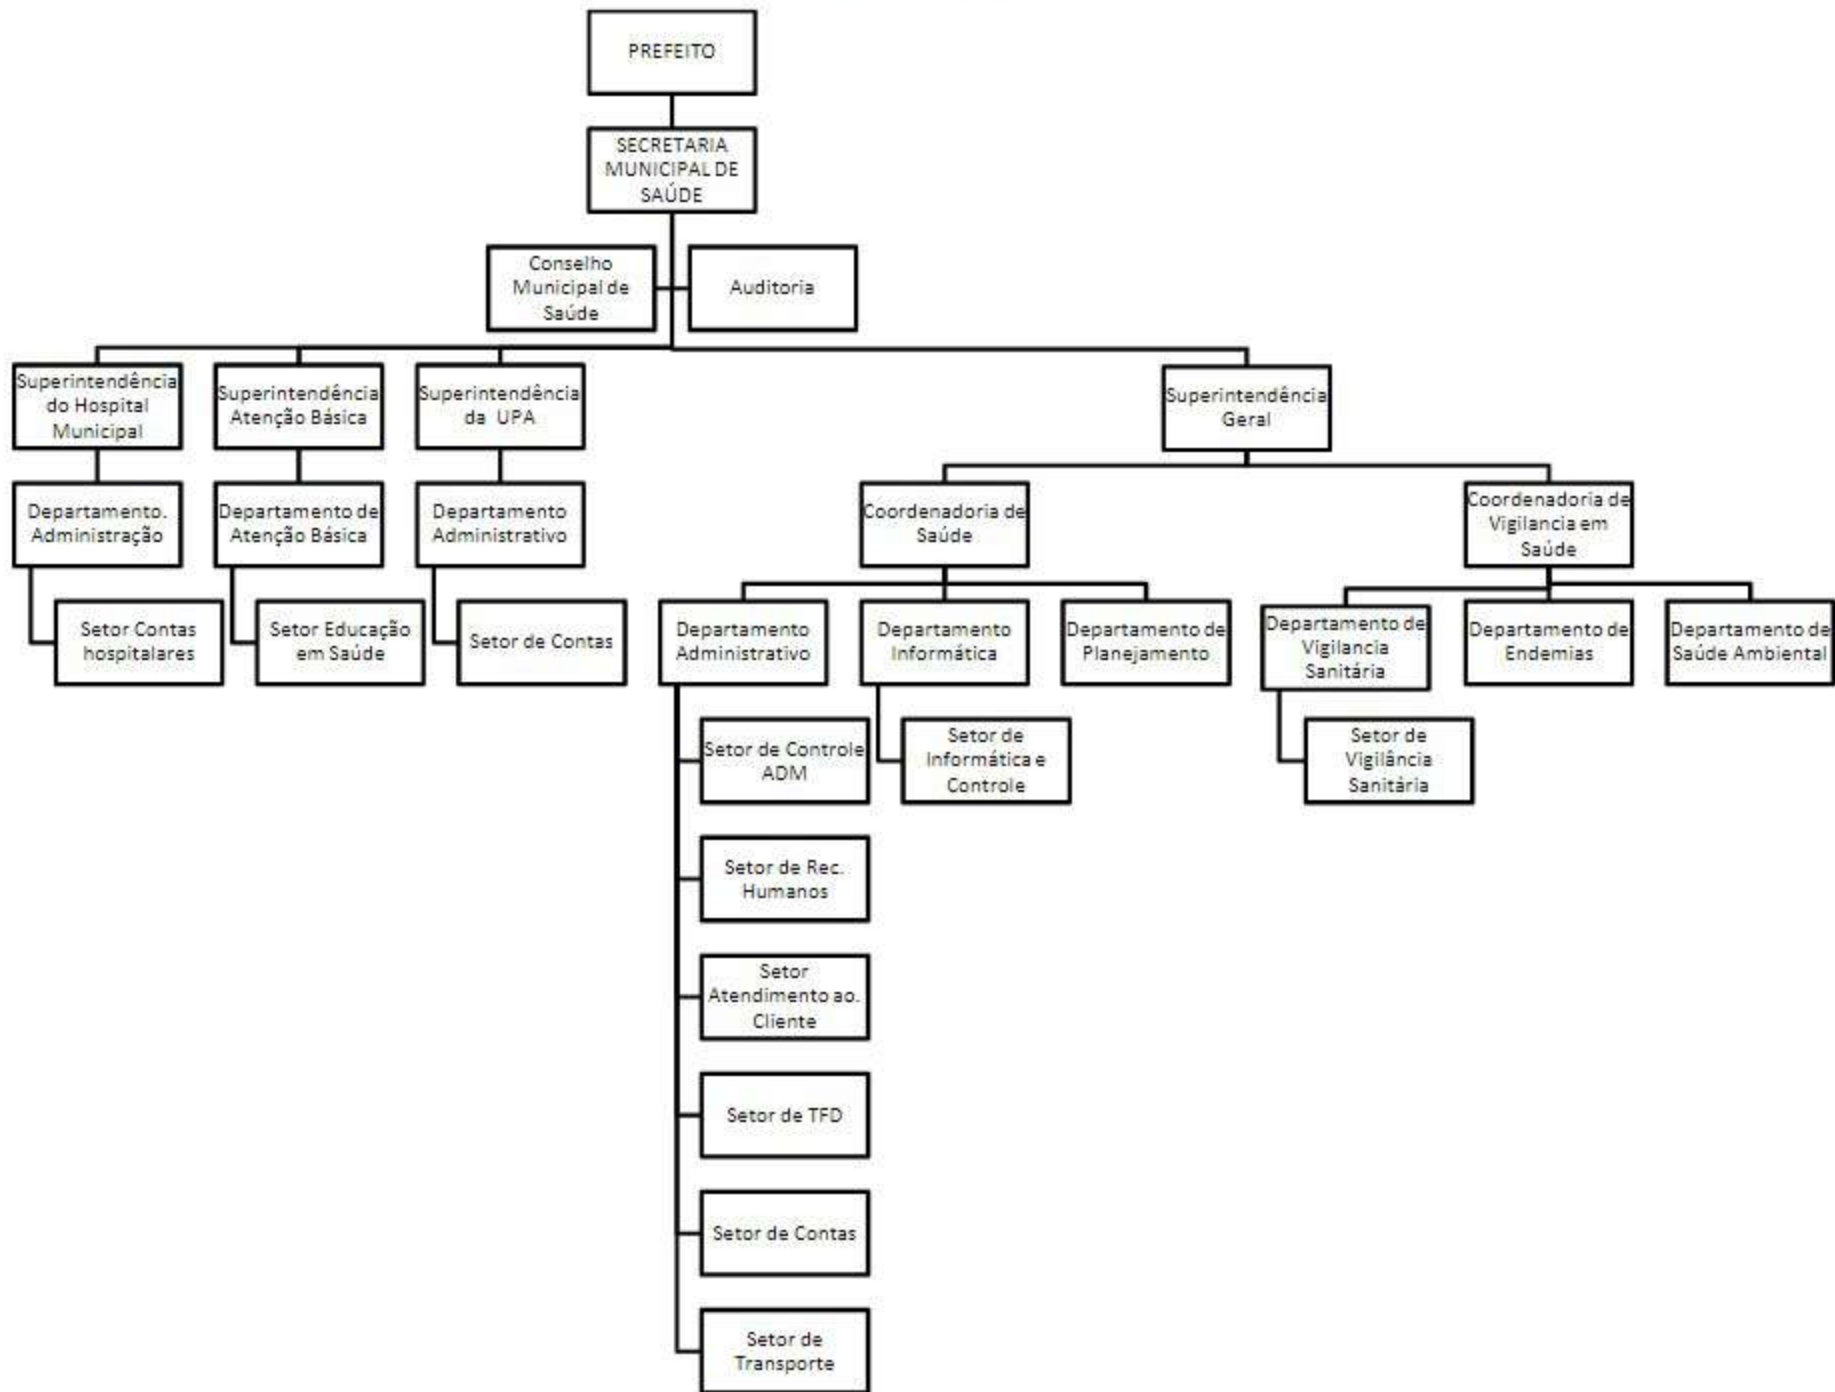 PREFEITO
SECRETARIA
MUNICIPAL DE
SAÚDE
Conselho
Municipal de
Saúde
Auditoria
Superintendência
do Hospital
Municipal
Superintendência
Atenção Básica
Superintendência
da UPA
Superintendência
Geral
Departamento.
Administração
Departamento de
Atenção Básica
Departamento
Administrativo
Coordenadoria de
Saúde
Coordenadoria de
Vigilancia em
Saúde
Setor Contas
hospitalares
Setor Educação
em Saúde
Setor de Contas
Departamento
Administrativo
Departamento
Informática
Departamento de
Planejamento
Departamento de
Vigilancia
Sanitária
Departamento de
Endemias
Departamento de
Saúde Ambiental
Setor de Controle
ADM
Setor de
Informática e
Controle
Setor de
Vigilância
Sanitária
Setor de Rec.
Humanos
Setor
Atendimento ao.
Cliente
Setor de TFD
Setor de Contas
Setor de
Transporte